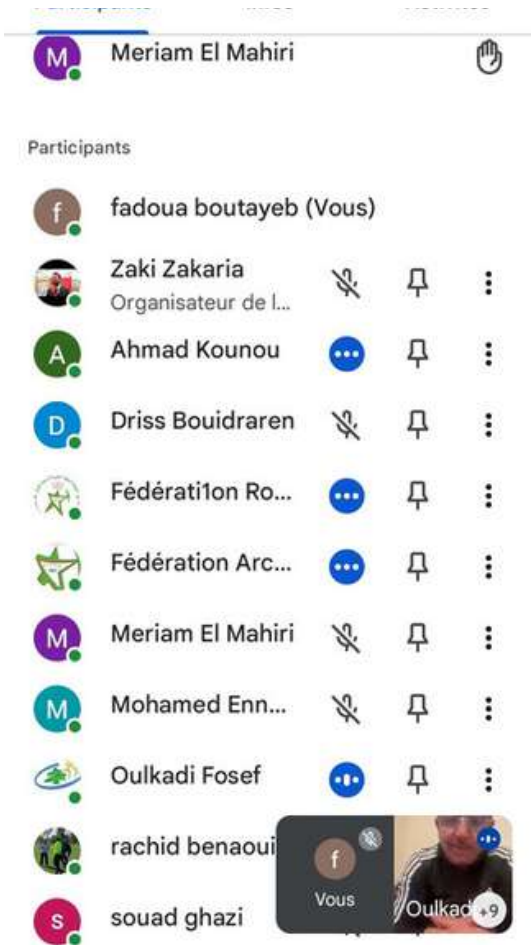 M
Meriam El Mahiri
Participants
f
fadoua boutayeb (Vous)
Zaki Zakaria
Organisateur de l...
A
Ahmad Kounou
D
Driss Bouidraren
Fédérati1on Ro...
Fédération Arc...
M
Meriam El Mahiri
M
Mohamed Enn...
Oulkadi Fosef
rachid benaoui
f
Vous
Oulkad
+9
s
souad ghazi